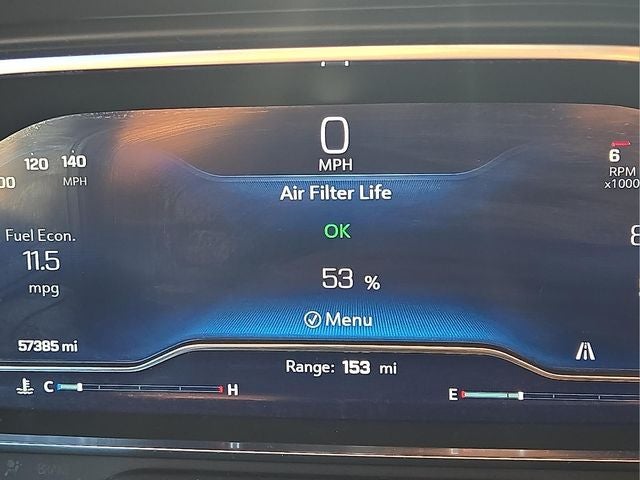 0
MPH
120 140
MPH
00
6
RPM
x1000
Air Filter Life
OK
53 %
Menu
Fuel Econ.
11.5
mpg
57385 mi
Range: 153 mi
C H
E